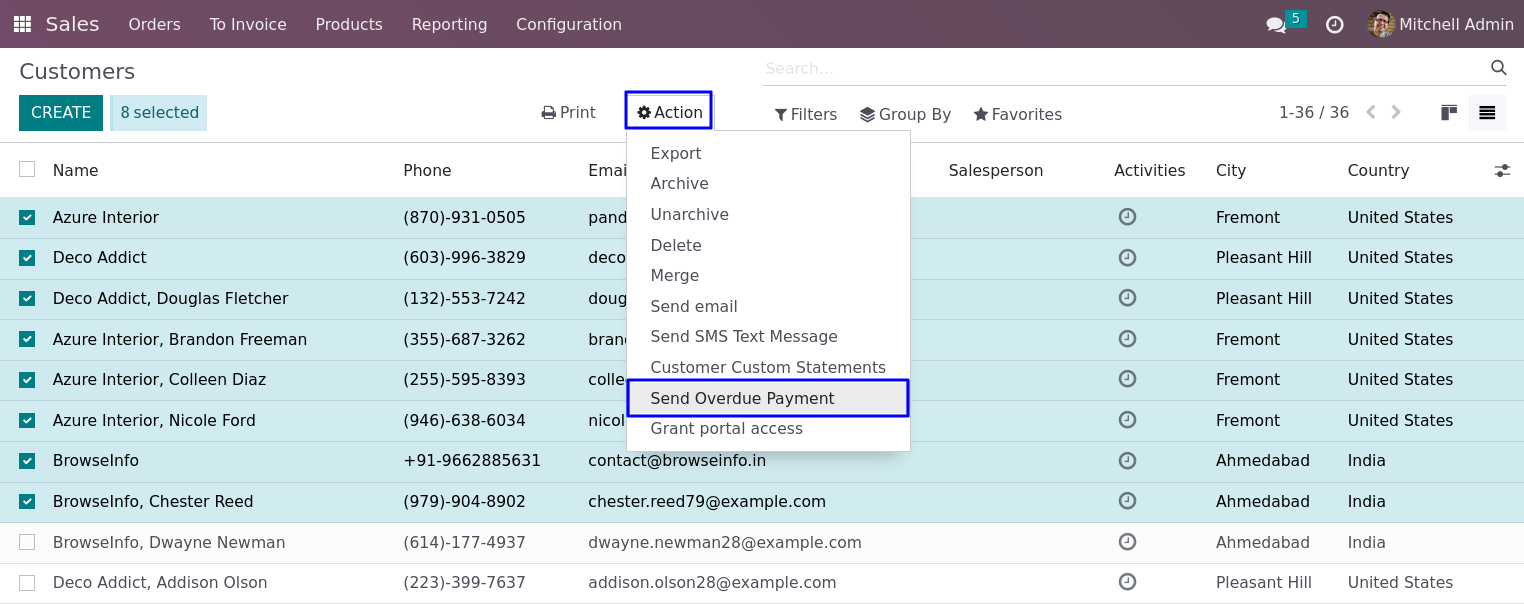 Sales Orders To Invoice Products Reporting Configuration 5 Mitchell Admin
Customers Search...
CREATE 8 selected Print Action Filters Group By Favorites 1-36 / 36
Export
Archive
Unarchive
Delete
Merge
Send email
Send SMS Text Message
Customer Custom Statements
Send Overdue Payment
Grant portal access
Name Phone Emai Salesperson Activities City Country
Azure Interior (870)-931-0505 pand Fremont United States
Deco Addict (603)-996-3829 deco Pleasant Hill United States
Deco Addict, Douglas Fletcher (132)-553-7242 doug Pleasant Hill United States
Azure Interior, Brandon Freeman (355)-687-3262 bran Fremont United States
Azure Interior, Colleen Diaz (255)-595-8393 colle Fremont United States
Azure Interior, Nicole Ford (946)-638-6034 nicol Fremont United States
BrowseInfo +91-9662885631 contact@browseinfo.in Ahmedabad India
BrowseInfo, Chester Reed (979)-904-8902 chester.reed79@example.com Ahmedabad India
BrowseInfo, Dwayne Newman (614)-177-4937 dwayne.newman28@example.com Ahmedabad India
Deco Addict, Addison Olson (223)-399-7637 addison.olson28@example.com Pleasant Hill United States